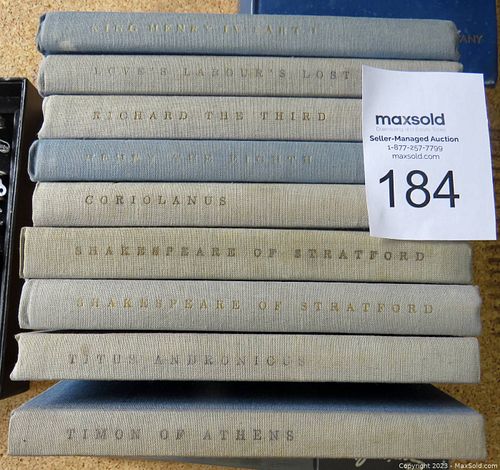 KING HENRY IV PART I
LOVE'S LABOUR'S LOST
RICHARD THE THIRD
HENRY THE EIGHTH
CORIOLANUS
SHAKESPEARE OF STRATFORD
SHAKESPEARE OF STRATFORD
TITUS ANDRONICUS
TIMON OF ATHENS
maxsold
Seller-Managed Auction
1-877-257-7799
maxsold.com
184
Copyright © 2023 - MaxSold.com